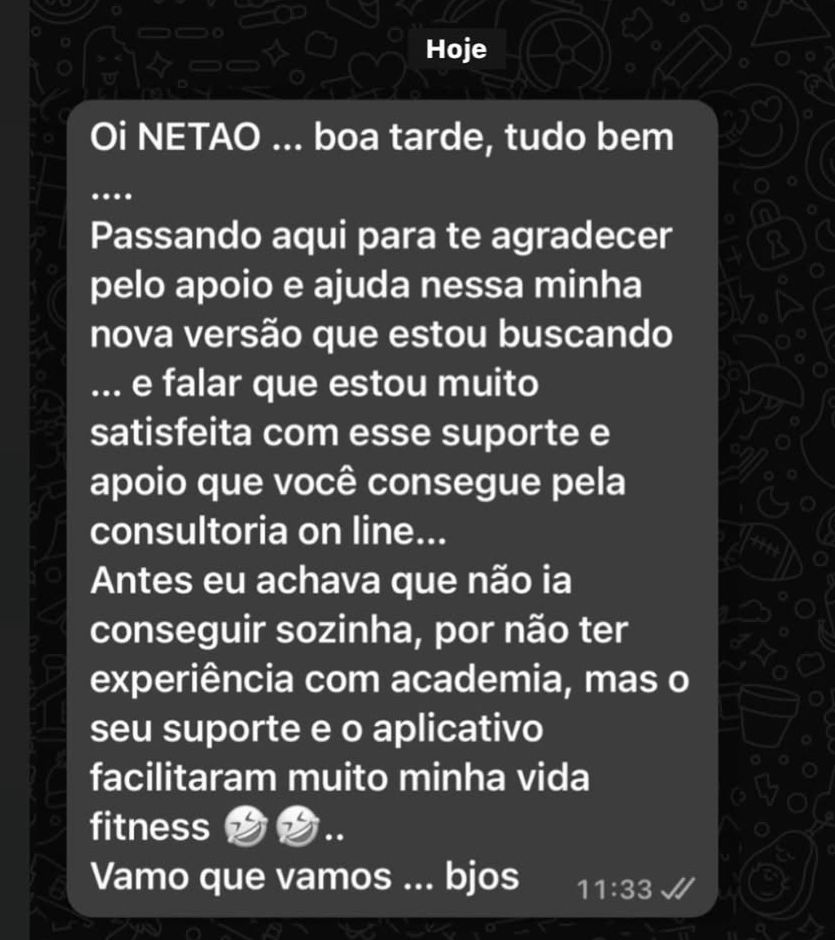 Hoje
Oi NETAO ... boa tarde, tudo bem
....
Passando aqui para te agradecer
pelo apoio e ajuda nessa minha
nova versão que estou buscando
... e falar que estou muito
satisfeita com esse suporte e
apoio que você consegue pela
consultoria on line...
Antes eu achava que não ia
conseguir sozinha, por não ter
experiência com academia, mas o
seu suporte e o aplicativo
facilitaram muito minha vida
fitness 🤣🤣..
Vamo que vamos ... bjos
11:33